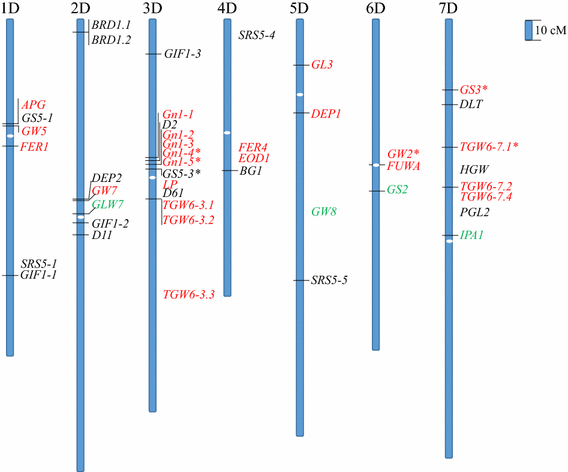 1D 2D 3D 4D 5D 6D 7D
10 cM
APG
GS5-1
GW5
FER1
SRS5-1
GIF1-1
BRD1.1
BRD1.2
DEP2
GW7
GLW7
GIF1-2
D11
GIF1-3
Gn1-1
D2
Gn1-2
Gn1-3
Gn1-4*
Gn1-5*
GS5-3*
LP
D61
TGW6-3.1
TGW6-3.2
TGW6-3.3
SRS5-4
FER4
EOD1
BG1
GL3
DEP1
GW8
SRS5-5
GW2*
FUWA
GS2
GS3*
DLT
TGW6-7.1*
HGW
TGW6-7.2
TGW6-7.4
PGL2
IPA1